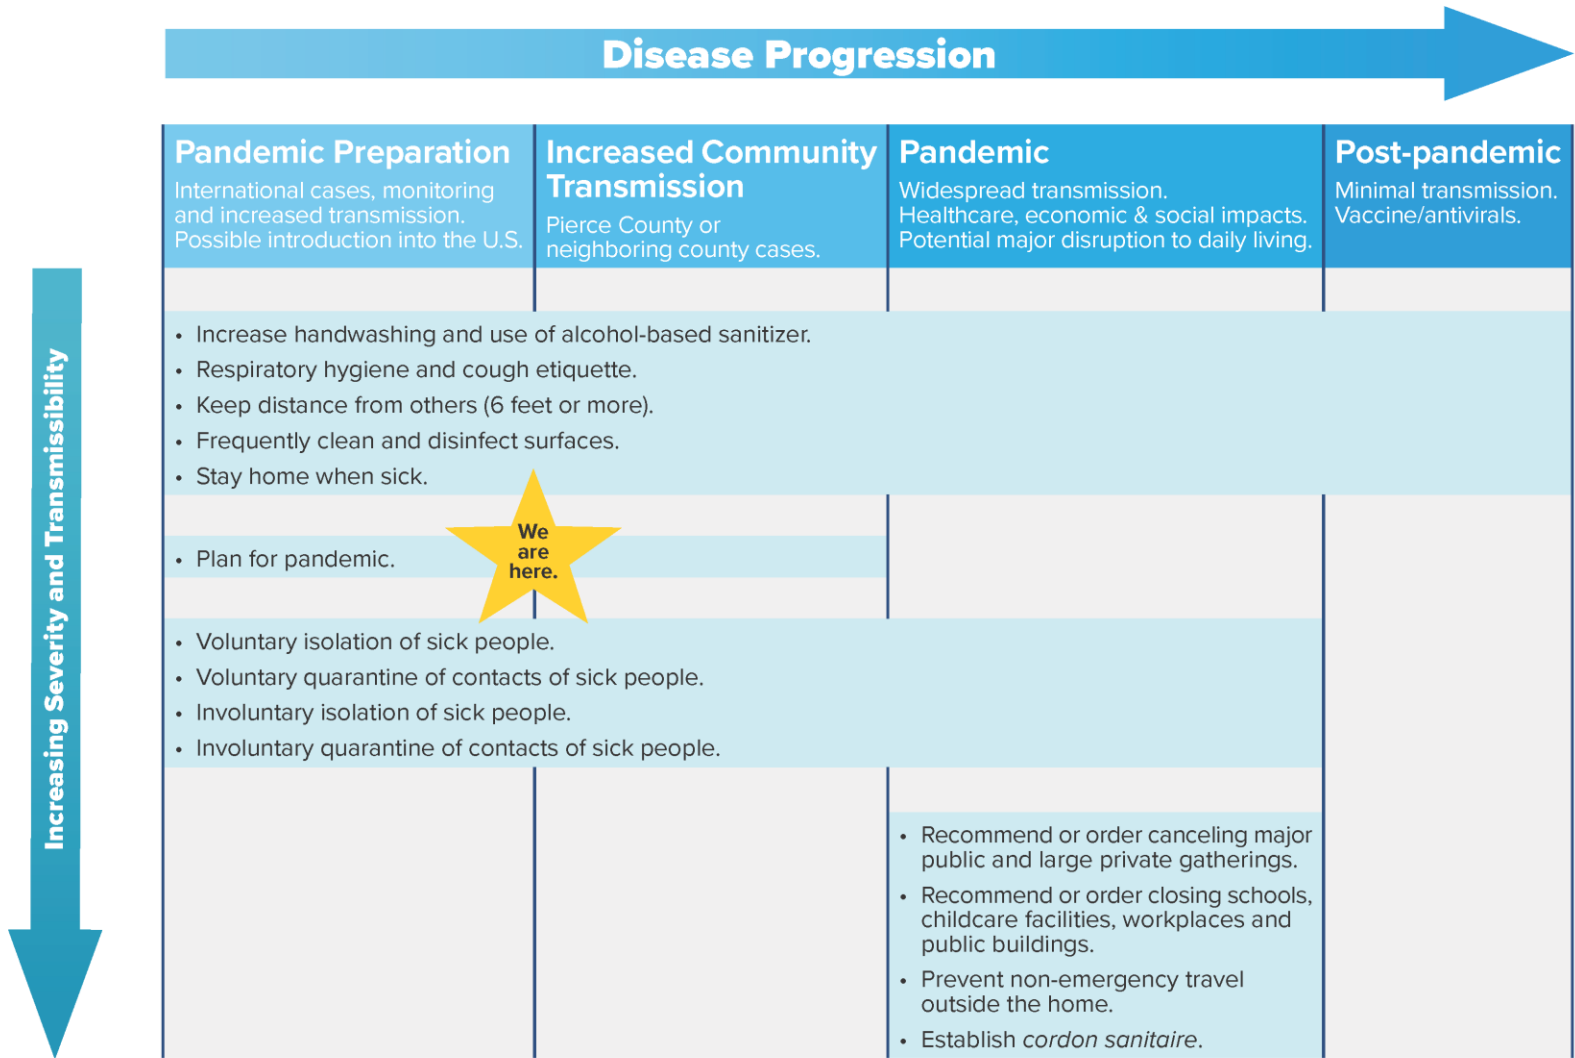 Disease Progression
Pandemic Preparation
International cases, monitoring
and increased transmission.
Possible introduction into the U.S.
Increased Community
Transmission
Pierce County or
neighboring county cases.
Pandemic
Widespread transmission.
Healthcare, economic & social impacts.
Potential major disruption to daily living.
Post-pandemic
Minimal transmission.
Vaccine/antivirals.
Increasing Severity and Transmissibility
• Increase handwashing and use of alcohol-based sanitizer.
• Respiratory hygiene and cough etiquette.
• Keep distance from others (6 feet or more).
• Frequently clean and disinfect surfaces.
• Stay home when sick.
We
are
here.
• Plan for pandemic.
• Voluntary isolation of sick people.
• Voluntary quarantine of contacts of sick people.
• Involuntary isolation of sick people.
• Involuntary quarantine of contacts of sick people.
• Recommend or order canceling major
public and large private gatherings.
• Recommend or order closing schools,
childcare facilities, workplaces and
public buildings.
• Prevent non-emergency travel
outside the home.
• Establish cordon sanitaire.